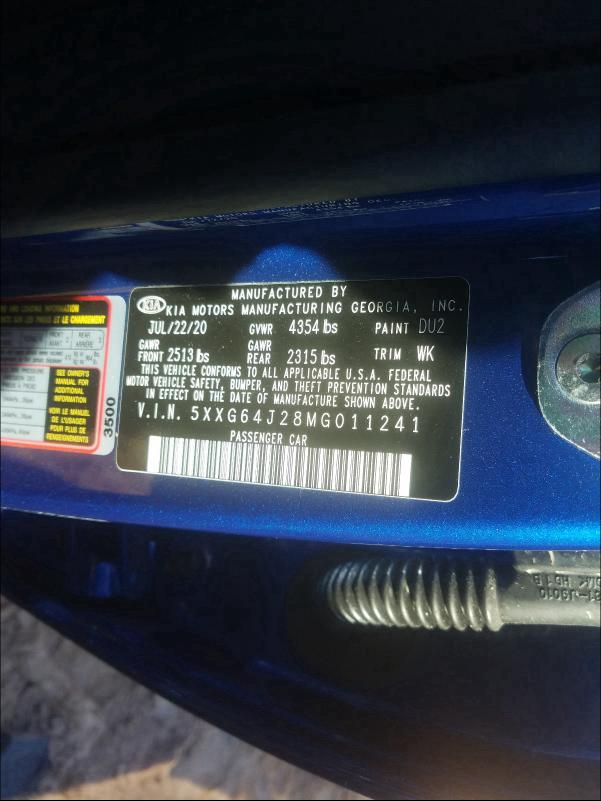 MANUFACTURED BY
KIA KIA MOTORS MANUFACTURING GEORGIA, INC.
JUL/22/20 GVWR 4354 lbs PAINT DU2
GAWR GAWR
FRONT 2513 lbs REAR 2315 lbs TRIM WK
THIS VEHICLE CONFORMS TO ALL APPLICABLE U.S.A. FEDERAL
MOTOR VEHICLE SAFETY, BUMPER, AND THEFT PREVENTION STANDARDS
IN EFFECT ON THE DATE OF MANUFACTURE SHOWN ABOVE.
V.I.N. 5XXG64J28MG011241
PASSENGER CAR
SEE OWNER'S
MANUAL FOR
ADDITIONAL
INFORMATION
VOIR LE MANUEL
DE L'USAGER
POUR PLUS DE
RENSEIGNEMENTS
3500